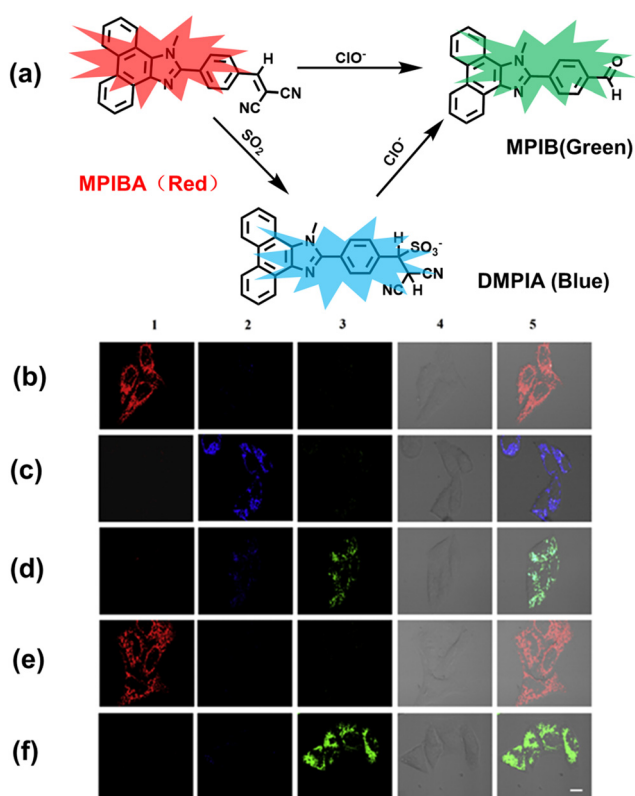 (a)
N
N
H
NC
CN
ClO⁻
N
N
H
O
MPIBA（Red）
SO₂
ClO⁻
MPIB(Green)
N
N
H
SO₃⁻
CN
NC
H
DMPIA (Blue)
1 2 3 4 5
(b)
(c)
(d)
(e)
(f)